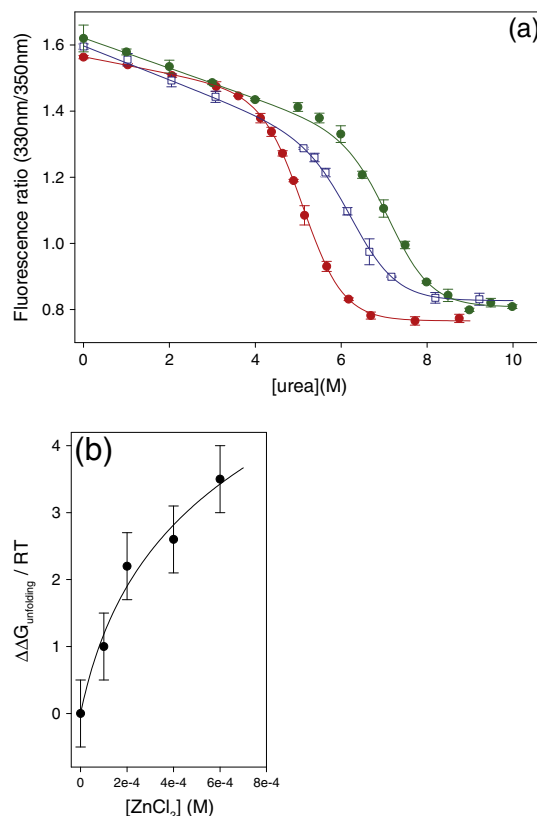 (a)
Fluorescence ratio (330nm/350nm)
1.6
1.4
1.2
1.0
0.8
0 2 4 6 8 10
[urea](M)
(b)
ΔΔG_unfolding / RT
4
3
2
1
0
0 2e-4 4e-4 6e-4 8e-4
[ZnCl₂] (M)